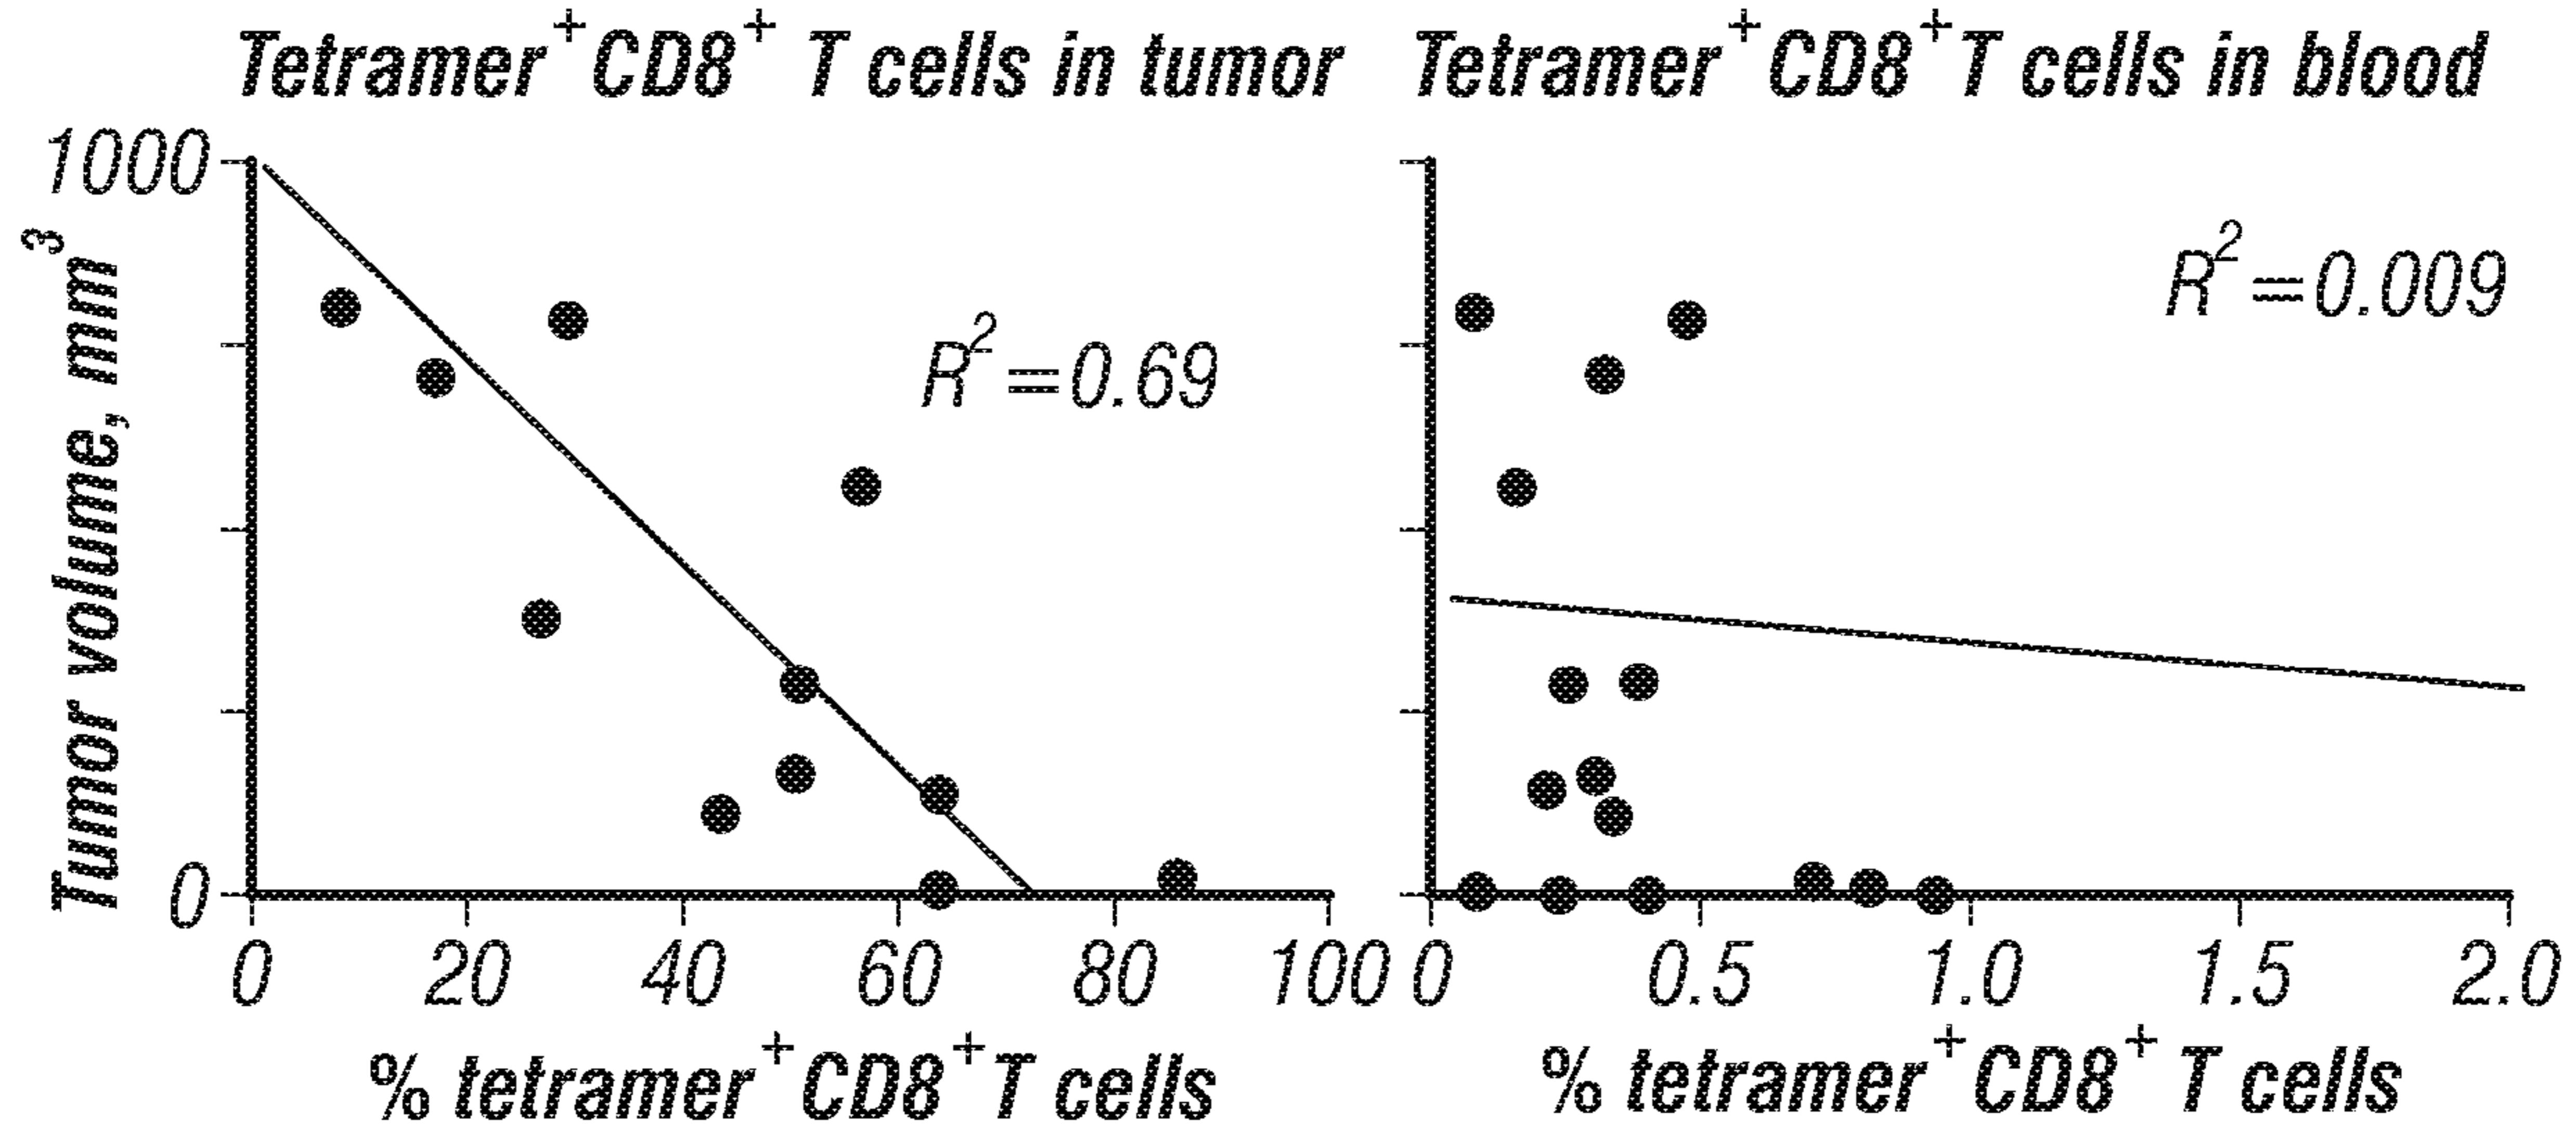 Tetramer⁺CD8⁺ T cells in tumor
Tetramer⁺CD8⁺T cells in blood
1000
0
Tumor volume, mm³
R²=0.69
R²=0.009
0 20 40 60 80 100
0 0.5 1.0 1.5 2.0
% tetramer⁺CD8⁺T cells
% tetramer⁺CD8⁺ T cells